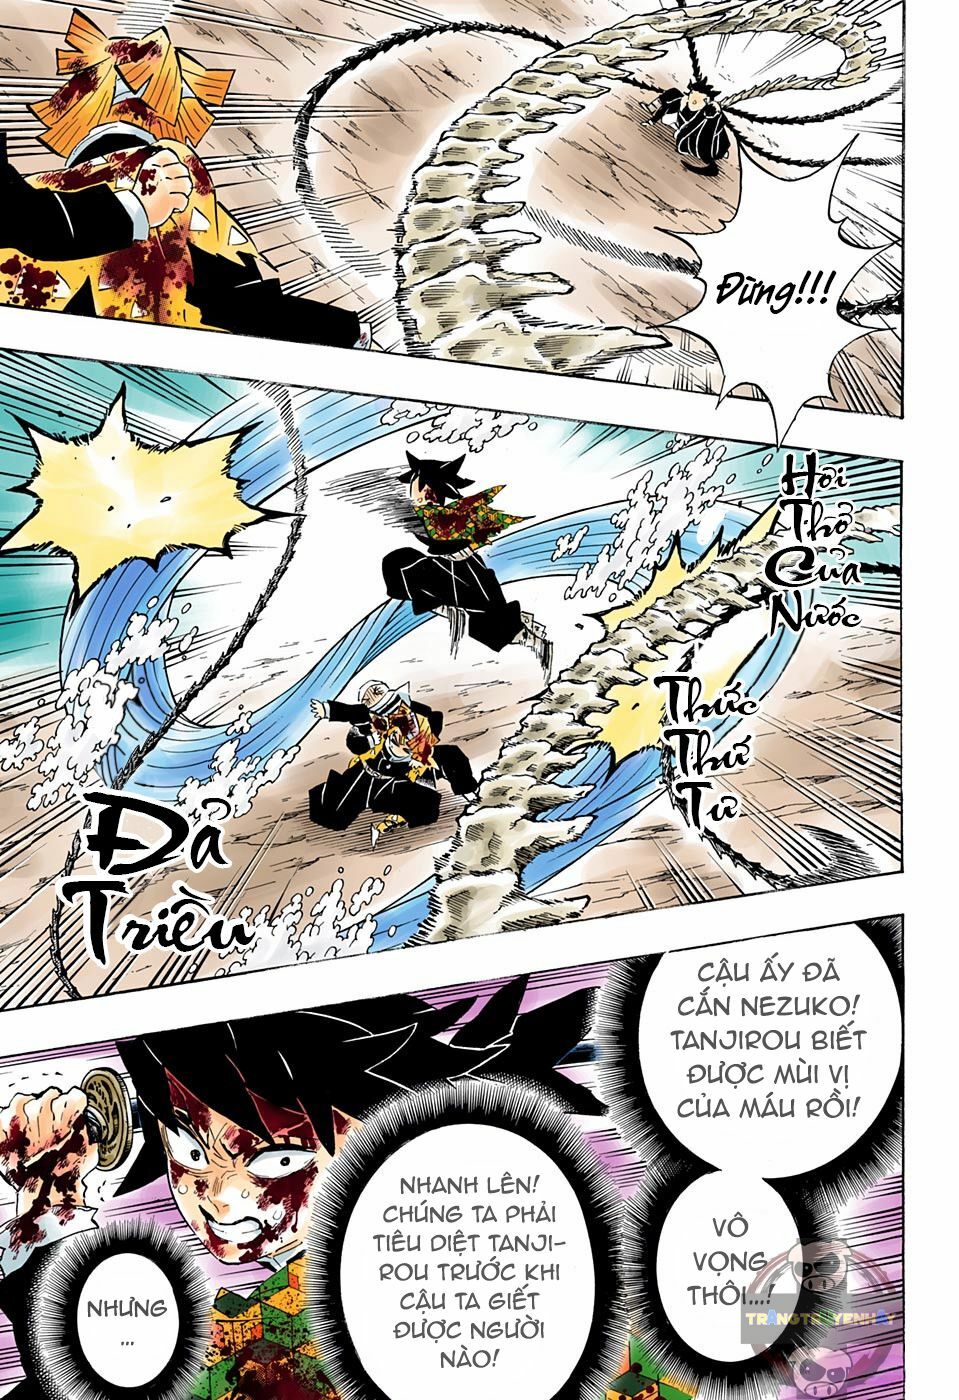 Đừng!!!
Hơi
Thở
Của
Nước
Thức
Thứ
Tư
Đả
Triều
CẬU ẤY ĐÃ
CẮN NEZUKO!
TANJIROU BIẾT
ĐƯỢC MÙI VỊ
CỦA MÁU RỒI!
VÔ
VỌNG
THÔI...!
NHANH LÊN!
CHÚNG TA PHẢI
TIÊU DIỆT TANJI-
ROU TRƯỚC KHI
CẬU TA GIẾT
ĐƯỢC NGƯỜI
NÀO!
NHƯNG
...
TRANGTRUYENHAY